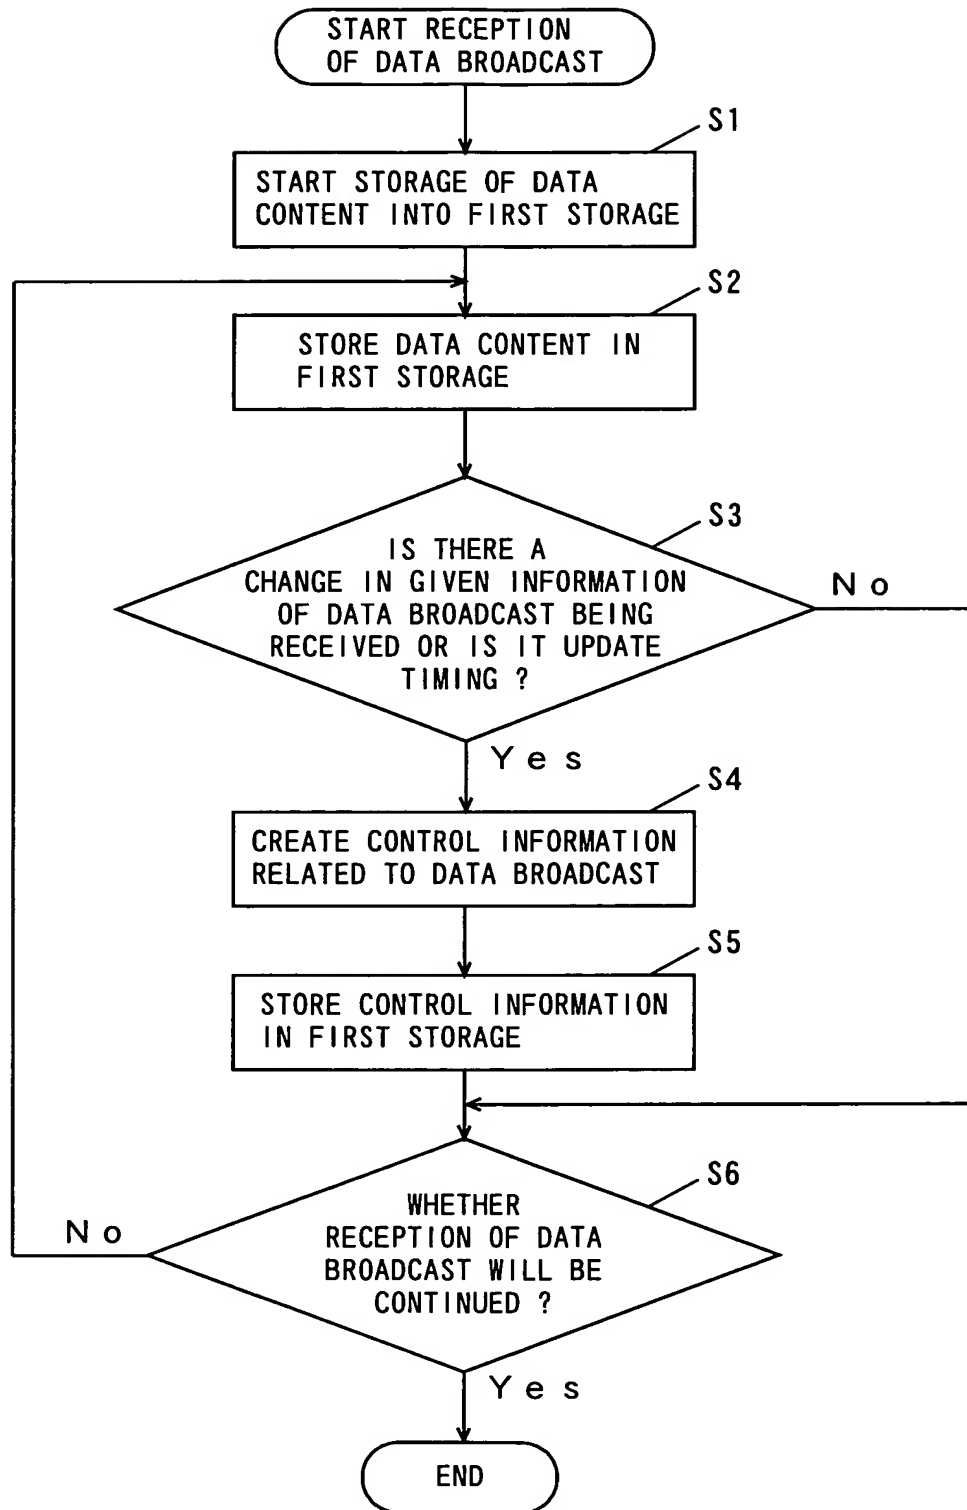 START RECEPTION
OF DATA BROADCAST
S1
START STORAGE OF DATA
CONTENT INTO FIRST STORAGE
S2
STORE DATA CONTENT IN
FIRST STORAGE
S3
IS THERE A
CHANGE IN GIVEN INFORMATION
OF DATA BROADCAST BEING
RECEIVED OR IS IT UPDATE
TIMING ?
No
Yes
S4
CREATE CONTROL INFORMATION
RELATED TO DATA BROADCAST
S5
STORE CONTROL INFORMATION
IN FIRST STORAGE
S6
WHETHER
RECEPTION OF DATA
BROADCAST WILL BE
CONTINUED ?
No
Yes
END